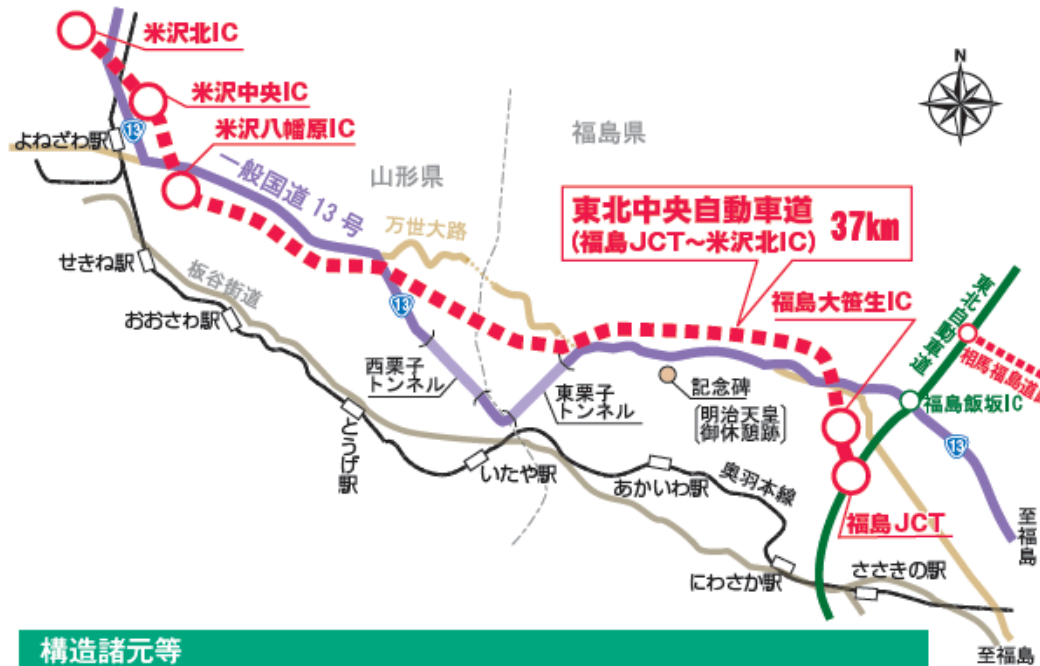 米沢北IC
米沢中央IC
米沢八幡原IC
13
よねざわ駅
一般国道13号
山形県
福島県
N
万世大路
東北中央自動車道
(福島JCT~米沢北IC)
37km
福島大笹生IC
東北自動車道
せきね駅
板谷街道
おおさわ駅
13
西栗子
トンネル
東栗子
トンネル
記念碑
(明治天皇
御休憩跡)
相馬福島道路
福島飯坂IC
13
とうげ駅
いたや駅
あかいわ駅
奥羽本線
福島JCT
至福島
にわさか駅
ささきの駅
至福島
構造諸元等